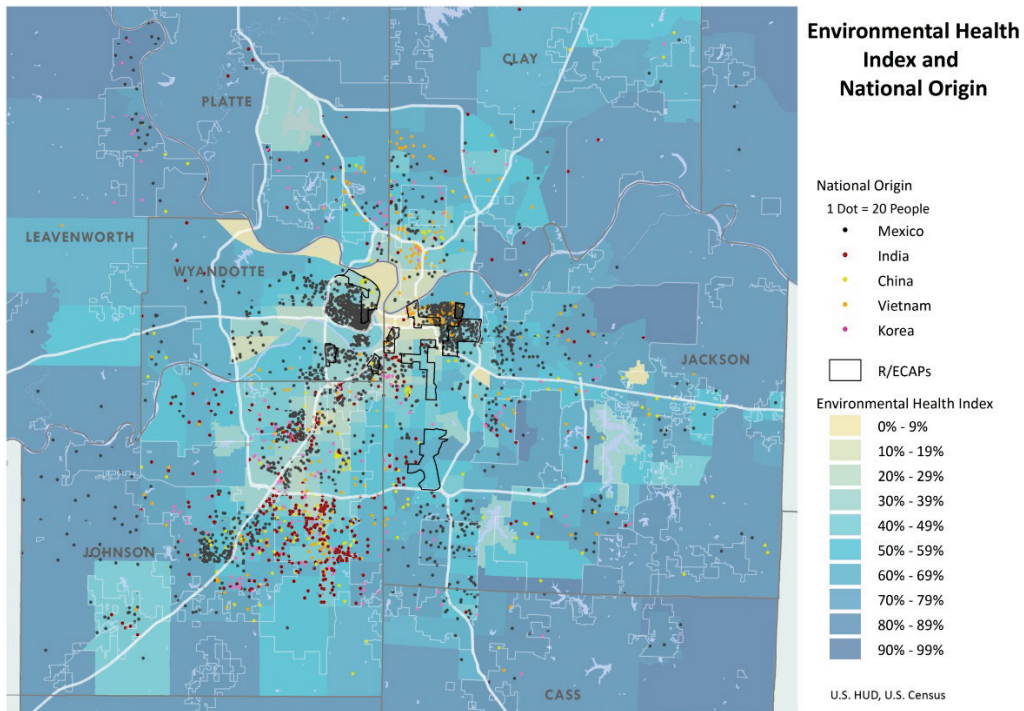 Environmental Health
Index and
National Origin
CLAY
PLATTE
LEAVENWORTH
WYANDOTTE
JACKSON
JOHNSON
CASS
National Origin
1 Dot = 20 People
Mexico
India
China
Vietnam
Korea
R/ECAPs
Environmental Health Index
0% - 9%
10% - 19%
20% - 29%
30% - 39%
40% - 49%
50% - 59%
60% - 69%
70% - 79%
80% - 89%
90% - 99%
U.S. HUD, U.S. Census